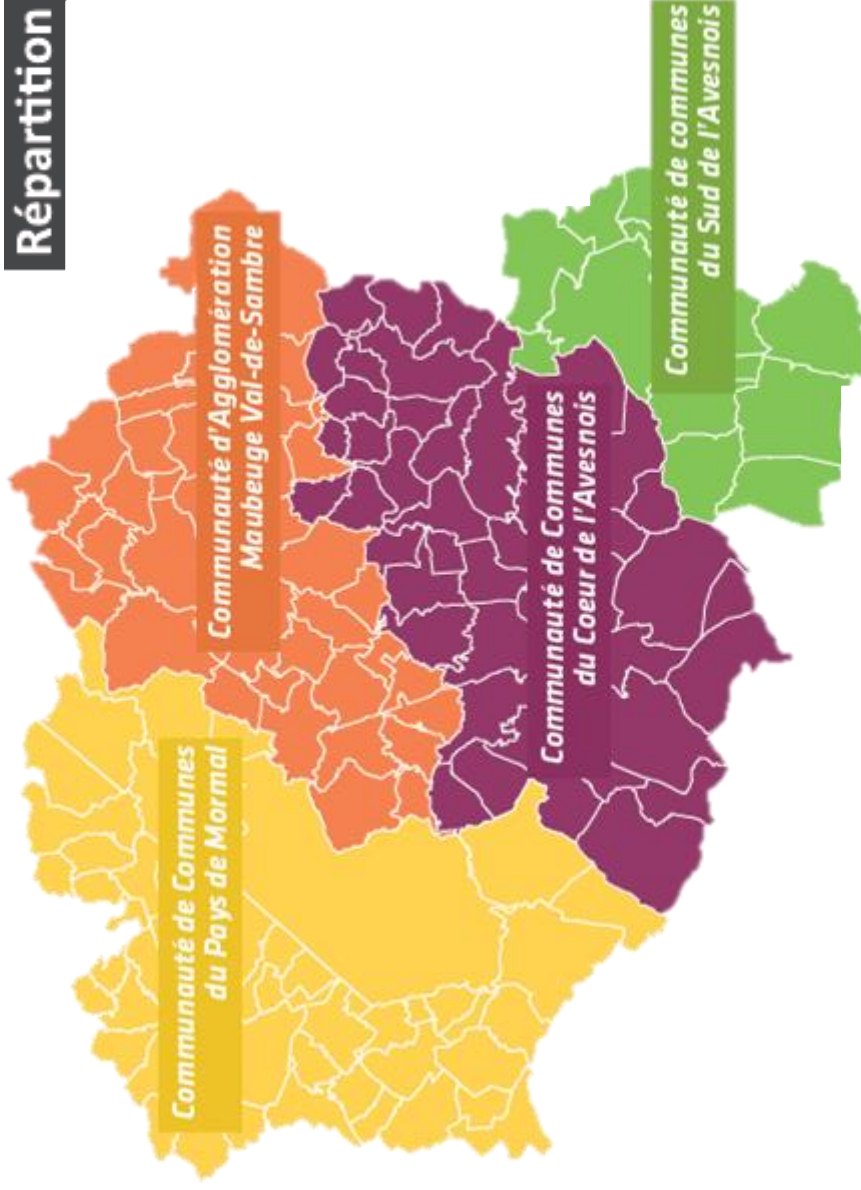 Répartition
Communauté de Communes
du Pays de Mormal
Communauté d'Agglomération
Maubeuge Val-de-Sambre
Communauté de Communes
du Coeur de l'Avesnois
Communauté de communes
du Sud de l'Avesnois